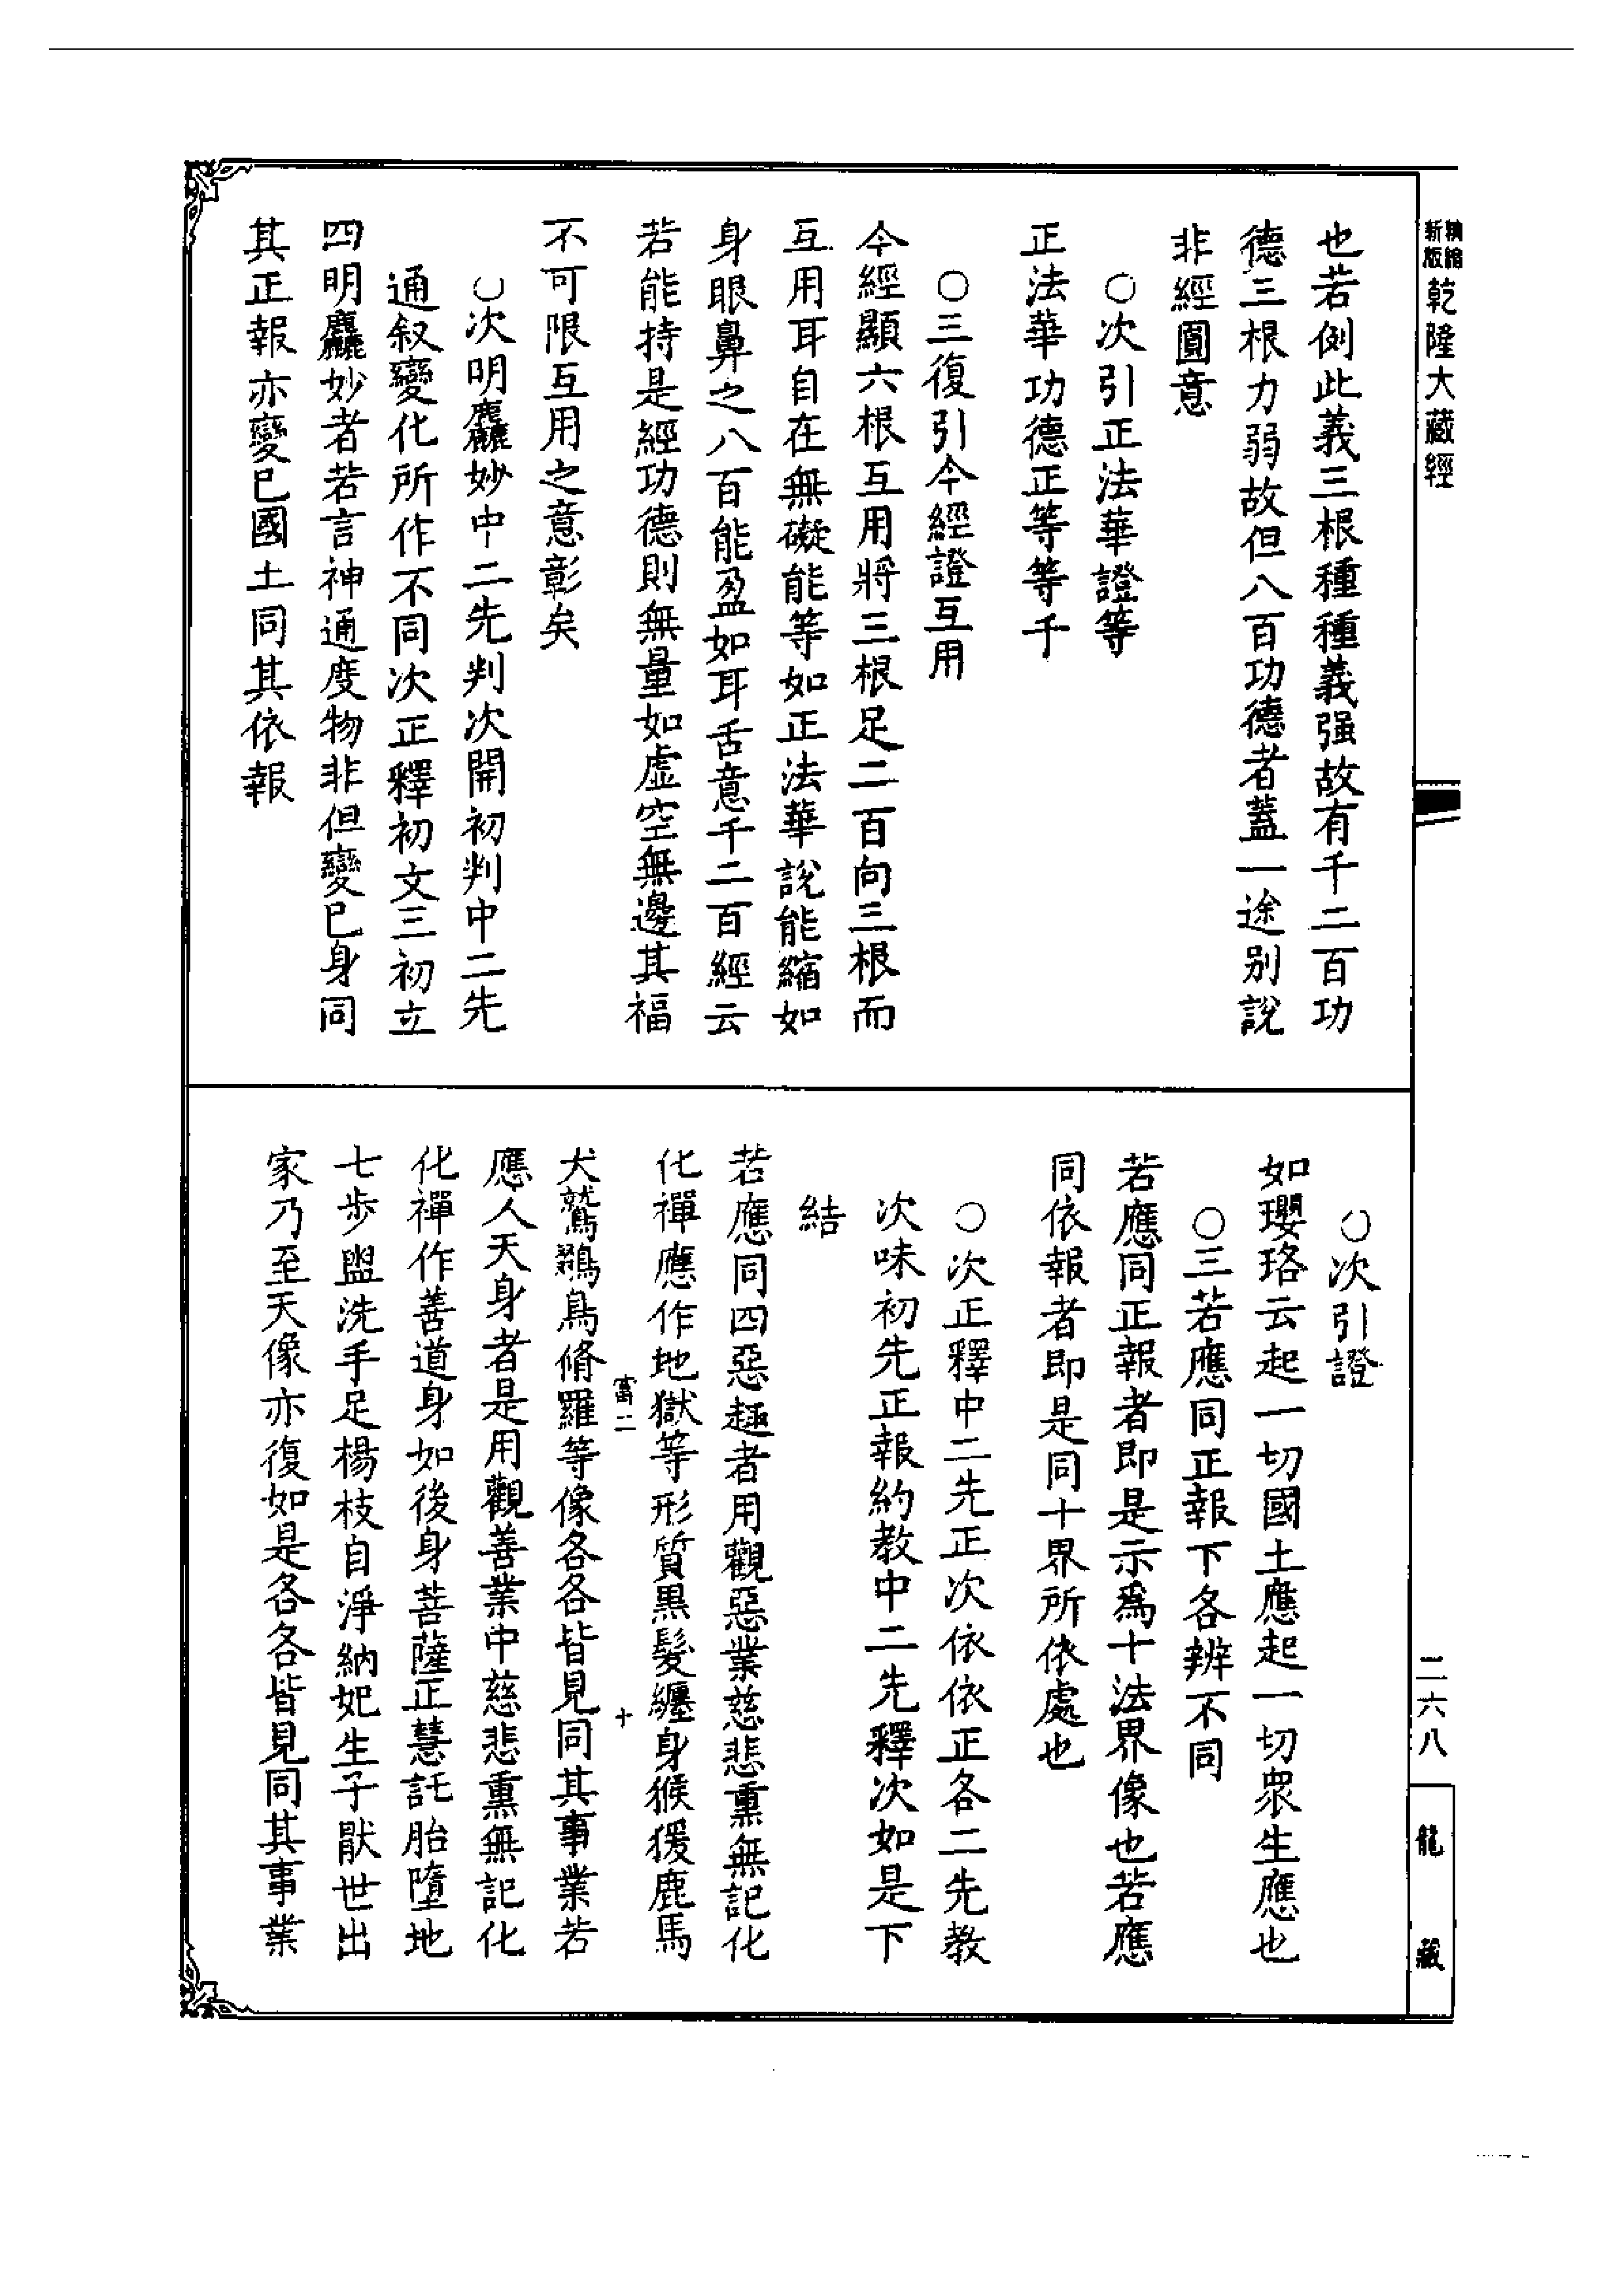 精縮
新版
乾隆大藏經
也若例此義三根種種義强故有千二百功
德三根力弱故但八百功德者蓋一途别說
非經圓意
○次引正法華證等
正法華功德正等等千
○三復引今經證互用
今經顯六根互用將三根足二百向三根而
互用耳自在無礙能等如正法華說能縮如
身眼鼻之八百能盈如耳舌意千二百經云
若能持是經功德則無量如虛空無邊其福
不可限互用之意彰矣
○次明麤妙中二先判次開初判中二先
通叙變化所作不同次正釋初文三初立
四明麤妙者若言神通度物非但變已身同
其正報亦變已國土同其依報
○次引證
如瓔珞云起一切國土應起一切眾生應也
○三若應同正報下各辨不同
若應同正報者即是示為十法界像也若應
同依報者即是同十界所依處也
○次正釋中二先正次依依正各二先教
次味初先正報約教中二先釋次如是下
結
若應同四惡趣者用觀惡業慈悲熏無記化
化禪應作地獄等形質黒髮纏身猴猨鹿馬
犬鷲鵶鳥脩羅等像各各皆見同其事業若
應人天身者是用觀善業中慈悲熏無記化
化禪作善道身如後身菩薩正慧託胎墮地
七步盥洗手足楊枝自淨納妃生子猒世出
家乃至天像亦復如是各各皆見同其事業
二
十
二六八
龍藏